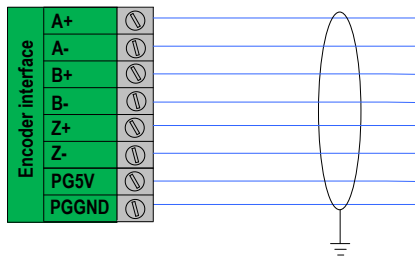 Encoder interface
A+
A-
B+
B-
Z+
Z-
PG5V
PGGND